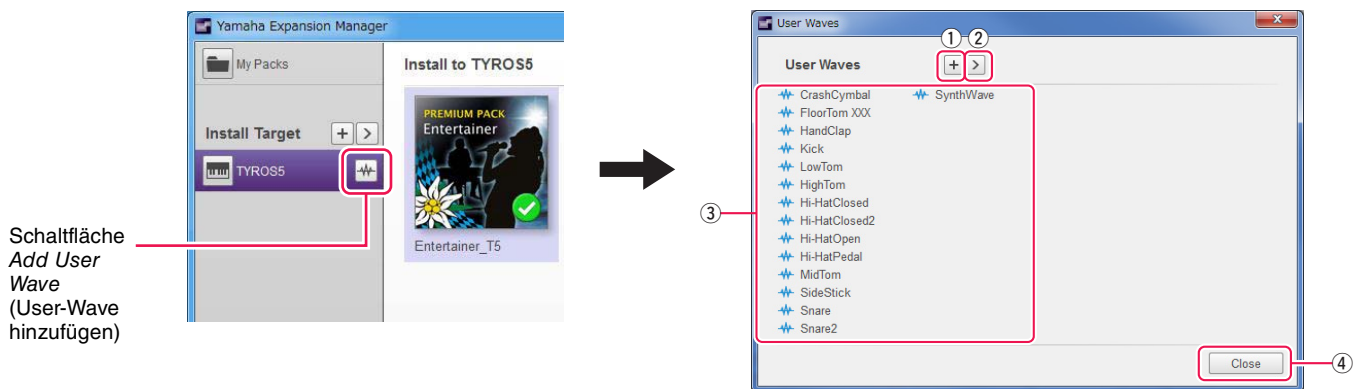 Yamaha Expansion Manager
My Packs
Install Target
TYROS5
Install to TYROS5
PREMIUM PACK
Entertainer
Entertainer_T5
Schaltfläche
Add User
Wave
(User-Wave
hinzufügen)
User Waves
① ②
User Waves
③
CrashCymbal
FloorTom XXX
HandClap
Kick
LowTom
HighTom
Hi-HatClosed
Hi-HatClosed2
Hi-HatOpen
Hi-HatPedal
MidTom
SideStick
Snare
Snare2
SynthWave
Close
④